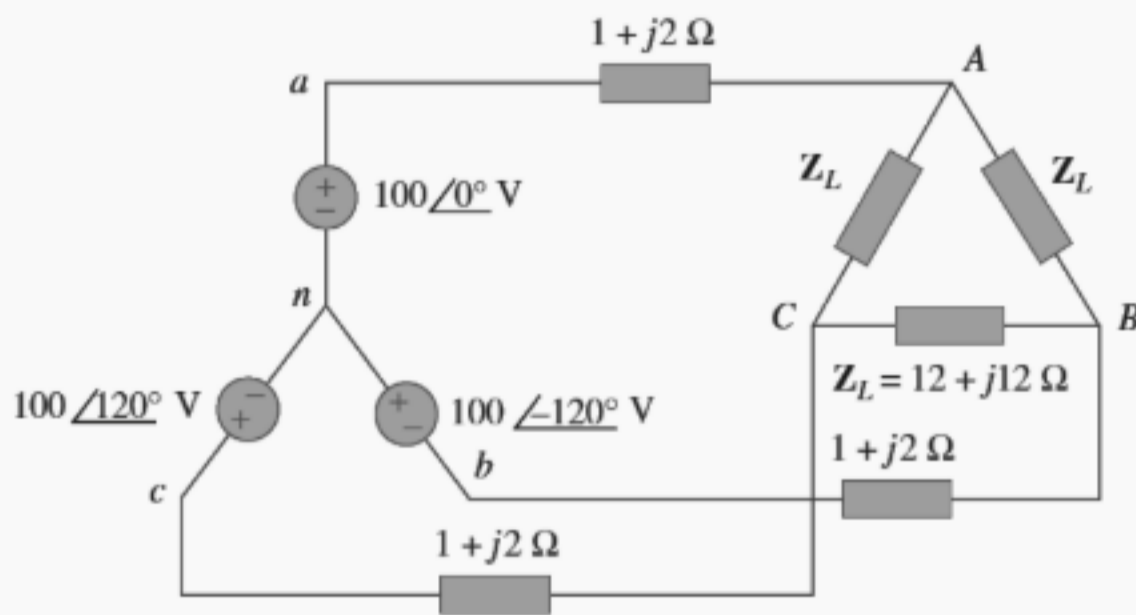 1 + j2 Ω
A
a
Z_L
Z_L
+
−
100∠0° V
n
C
B
Z_L = 12 + j12 Ω
100 ∠120° V
−
+
+
−
100 ∠−120° V
1 + j2 Ω
b
c
1 + j2 Ω